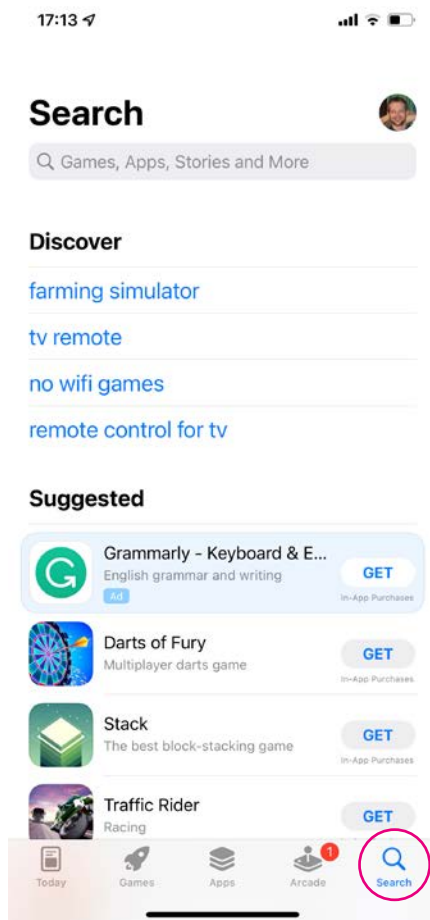 17:13
Search
Games, Apps, Stories and More
Discover
farming simulator
tv remote
no wifi games
remote control for tv
Suggested
Grammarly - Keyboard & E...
English grammar and writing
GET
Ad
In-App Purchases
Darts of Fury
Multiplayer darts game
GET
In-App Purchases
Stack
The best block-stacking game
GET
In-App Purchases
Traffic Rider
Racing
GET
1
Today
Games
Apps
Arcade
Search